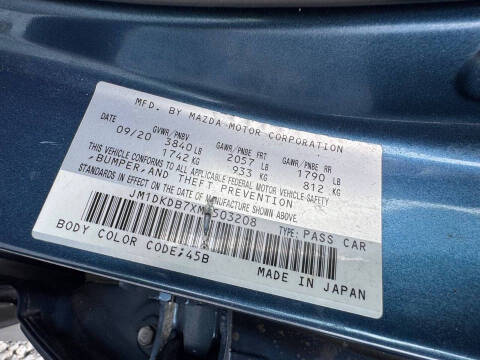 MFD. BY MAZDA MOTOR CORPORATION
DATE GVWR/PNBV GAWR/PNBE FRT GAWR/PNBE RR
09/20 3840 LB 2057 LB 1790 LB
1742 KG 933 KG 812 KG
THIS VEHICLE CONFORMS TO ALL APPLICABLE FEDERAL MOTOR VEHICLE SAFETY
,BUMPER,AND THEFT PREVENTION
STANDARDS IN EFFECT ON THE DATE OF MANUFACTURE SHOWN ABOVE.
TYPE: PASS CAR
BODY COLOR CODE;45B
MADE IN JAPAN